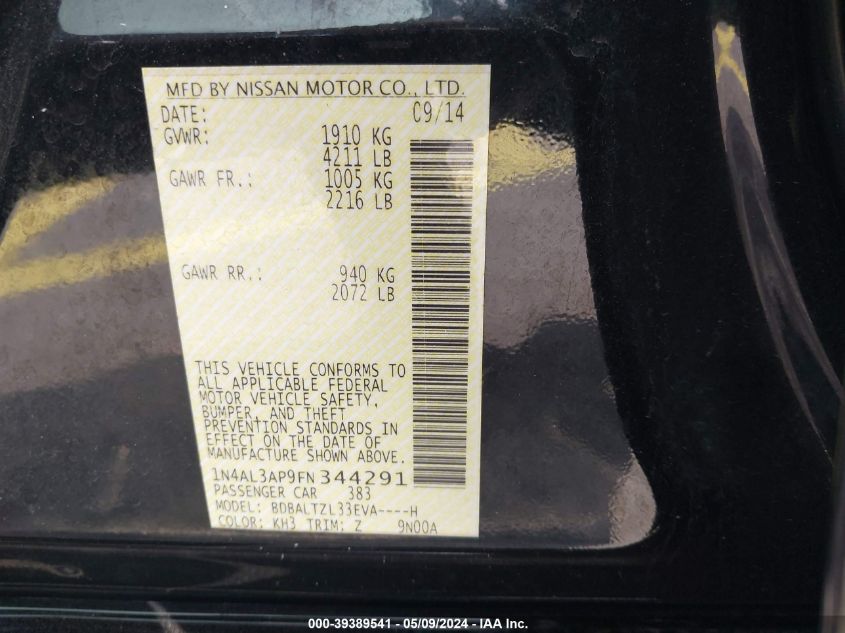 MFD BY NISSAN MOTOR CO., LTD.
DATE: 09/14
GVWR: 1910 KG
4211 LB
GAWR FR.: 1005 KG
2216 LB
GAWR RR.: 940 KG
2072 LB
THIS VEHICLE CONFORMS TO
ALL APPLICABLE FEDERAL
MOTOR VEHICLE SAFETY,
BUMPER, AND THEFT
PREVENTION STANDARDS IN
EFFECT ON THE DATE OF
MANUFACTURE SHOWN ABOVE.
1N4AL3AP9FN344291
PASSENGER CAR 383
MODEL: BDBALTZL33EVA----H
COLOR: KH3 TRIM: Z 9N00A
000-39389541 - 05/09/2024 - IAA Inc.